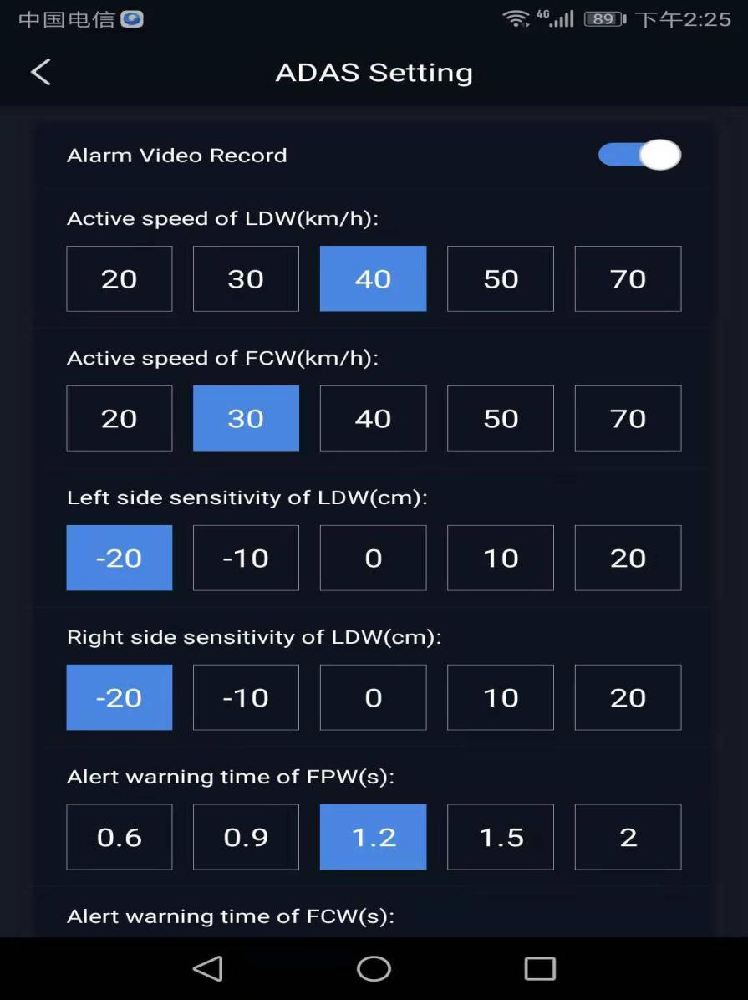 中国电信 4G 89 下午2:25
ADAS Setting
Alarm Video Record
Active speed of LDW(km/h):
20 30 40 50 70
Active speed of FCW(km/h):
20 30 40 50 70
Left side sensitivity of LDW(cm):
-20 -10 0 10 20
Right side sensitivity of LDW(cm):
-20 -10 0 10 20
Alert warning time of FPW(s):
0.6 0.9 1.2 1.5 2
Alert warning time of FCW(s):